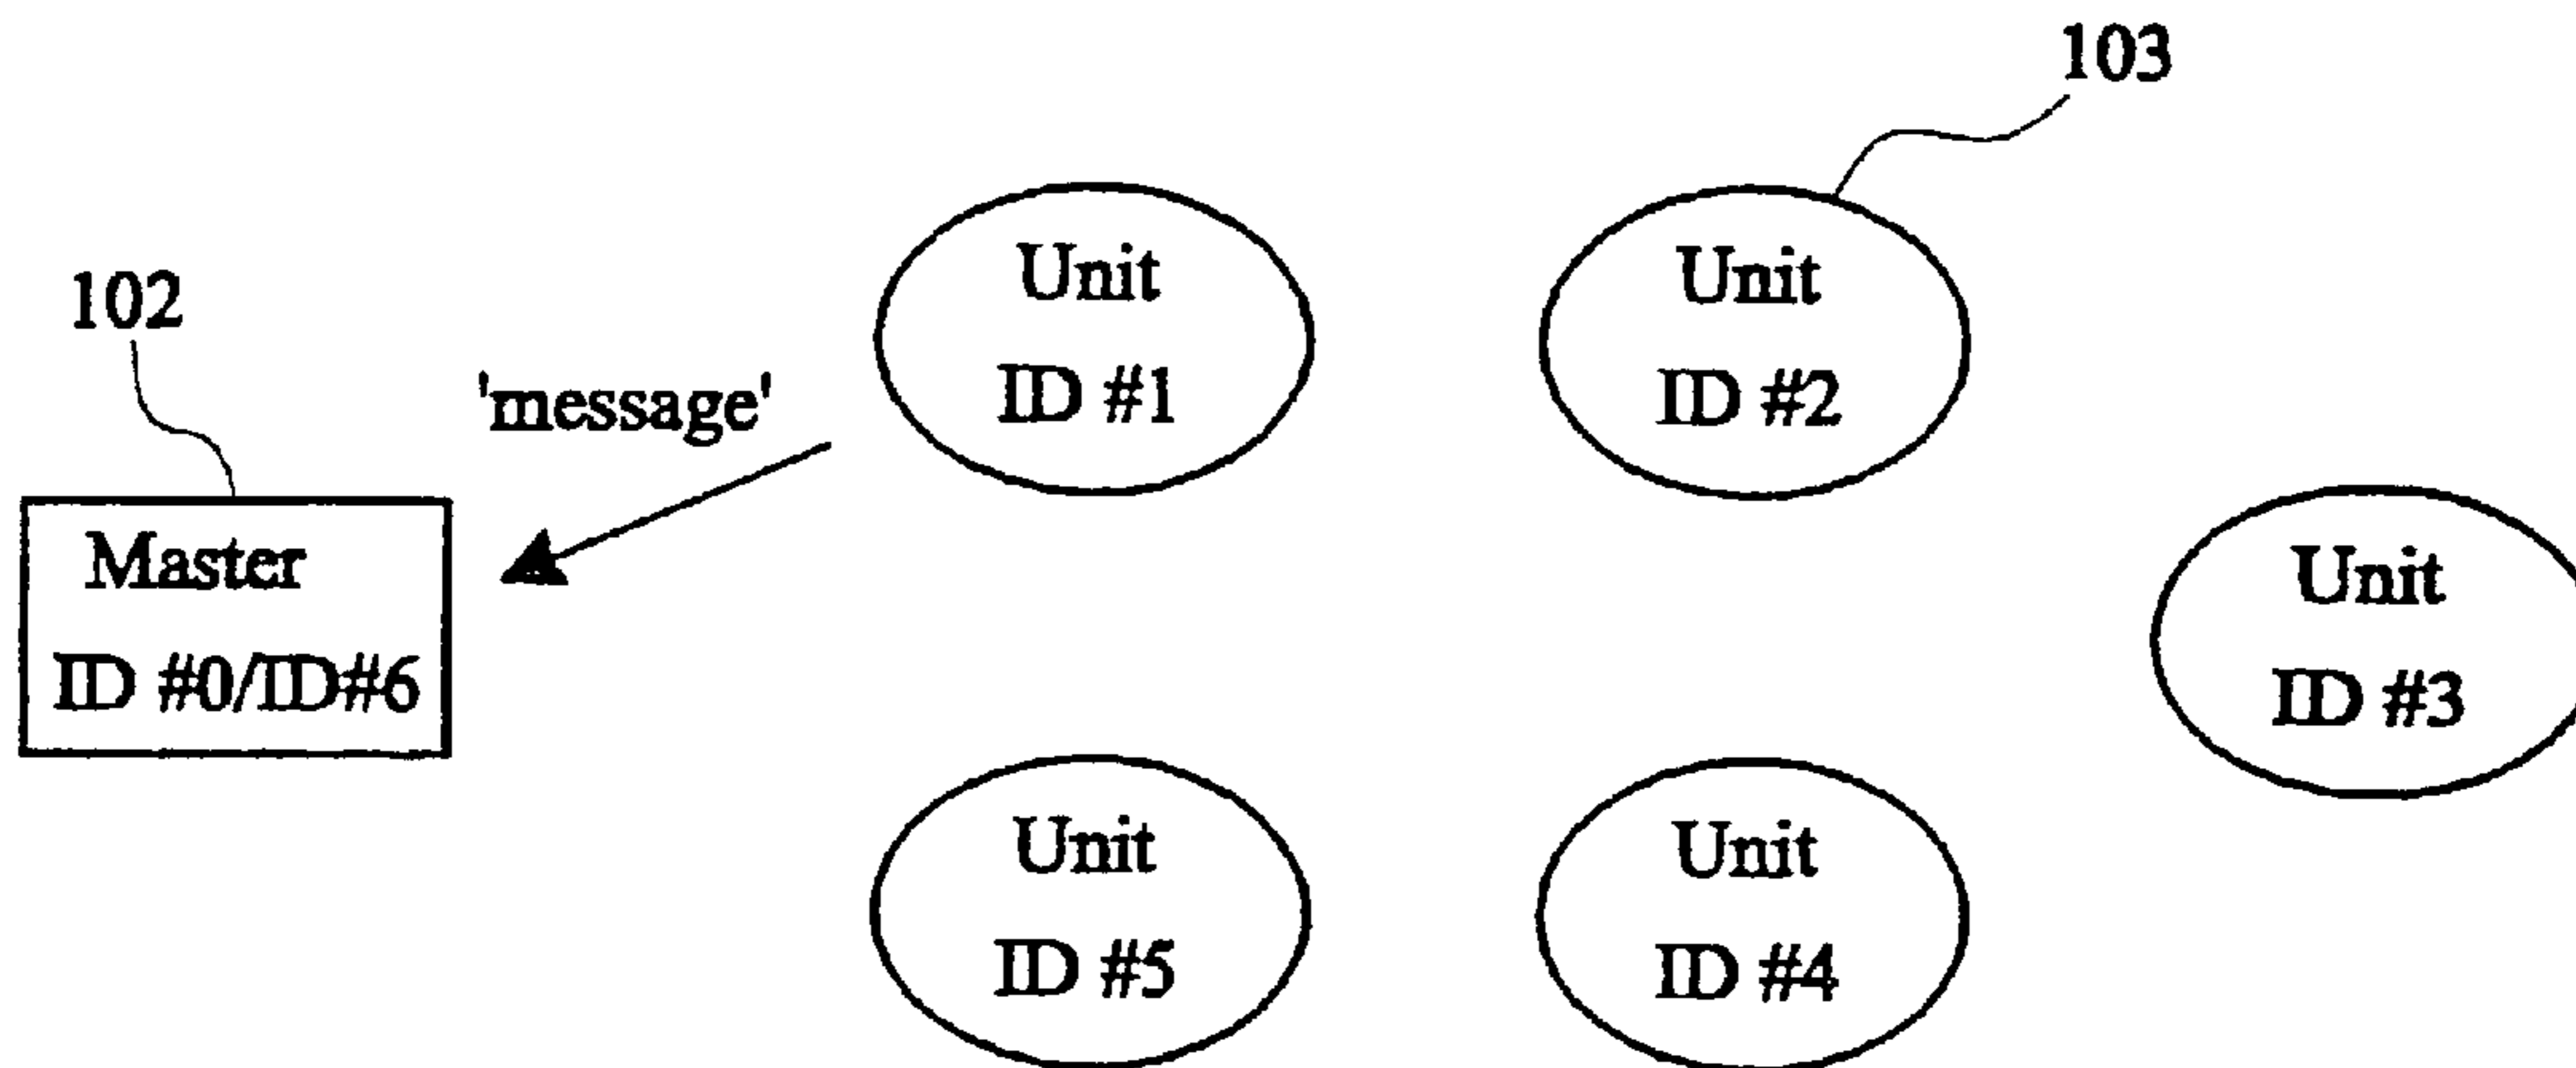 103
Unit
ID #1
Unit
ID #2
102
'message'
Master
ID #0/ID#6
Unit
ID #3
Unit
ID #5
Unit
ID #4